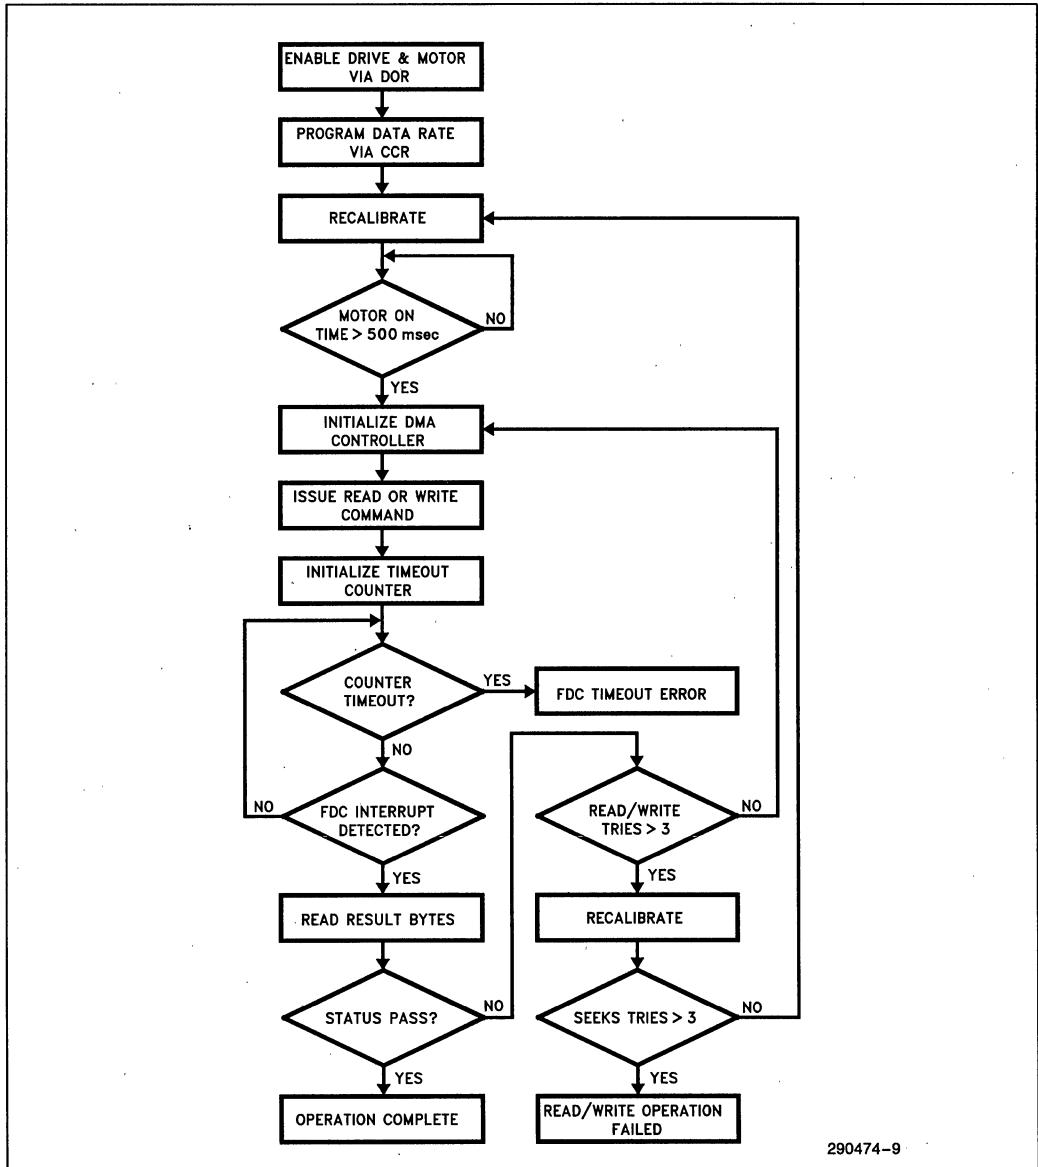 ENABLE DRIVE & MOTOR
VIA DOR
PROGRAM DATA RATE
VIA CCR
RECALIBRATE
MOTOR ON
TIME > 500 msec
NO
YES
INITIALIZE DMA
CONTROLLER
ISSUE READ OR WRITE
COMMAND
INITIALIZE TIMEOUT
COUNTER
COUNTER
TIMEOUT?
YES
FDC TIMEOUT ERROR
NO
FDC INTERRUPT
DETECTED?
NO
YES
READ/WRITE
TRIES > 3
NO
YES
READ RESULT BYTES
RECALIBRATE
STATUS PASS?
NO
YES
SEEKS TRIES > 3
NO
YES
OPERATION COMPLETE
READ/WRITE OPERATION
FAILED
290474-9